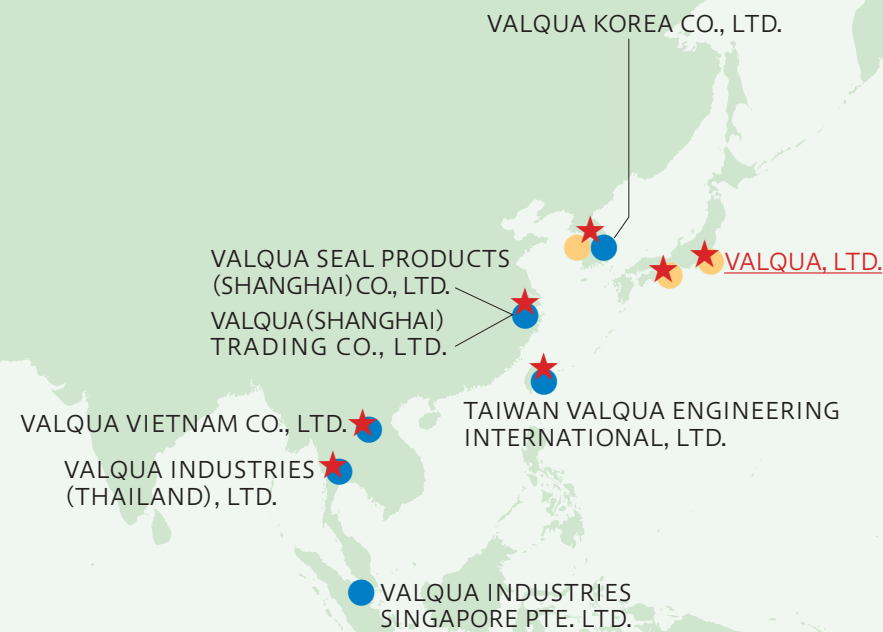 VALQUA KOREA CO., LTD.
VALQUA SEAL PRODUCTS
(SHANGHAI) CO., LTD.
VALQUA, LTD.
VALQUA (SHANGHAI)
TRADING CO., LTD.
VALQUA VIETNAM CO., LTD.
TAIWAN VALQUA ENGINEERING
INTERNATIONAL, LTD.
VALQUA INDUSTRIES
(THAILAND), LTD.
VALQUA INDUSTRIES
SINGAPORE PTE. LTD.